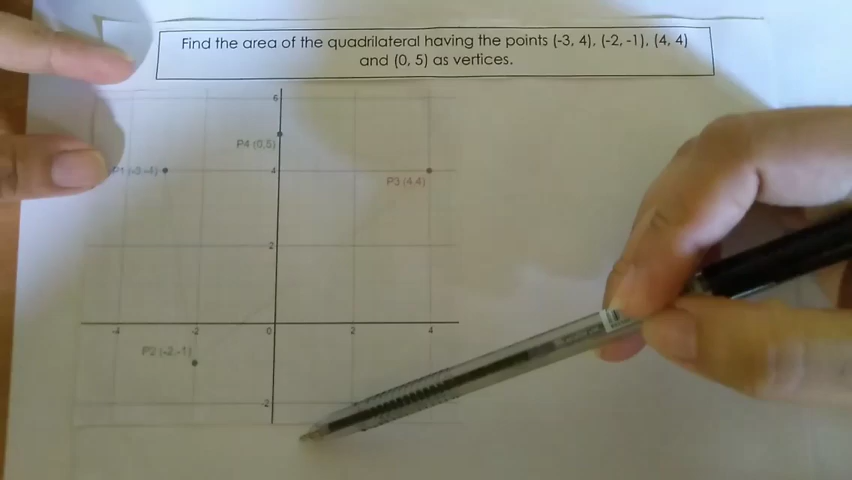 Find the area of the quadrilateral having the points (-3, 4), (-2, -1), (4, 4)
and (0, 5) as vertices.
6
P4 (0,5)
4
P3 (4,4)
2
-4
-2
0
2
4
P2 (-2,-1)
-2